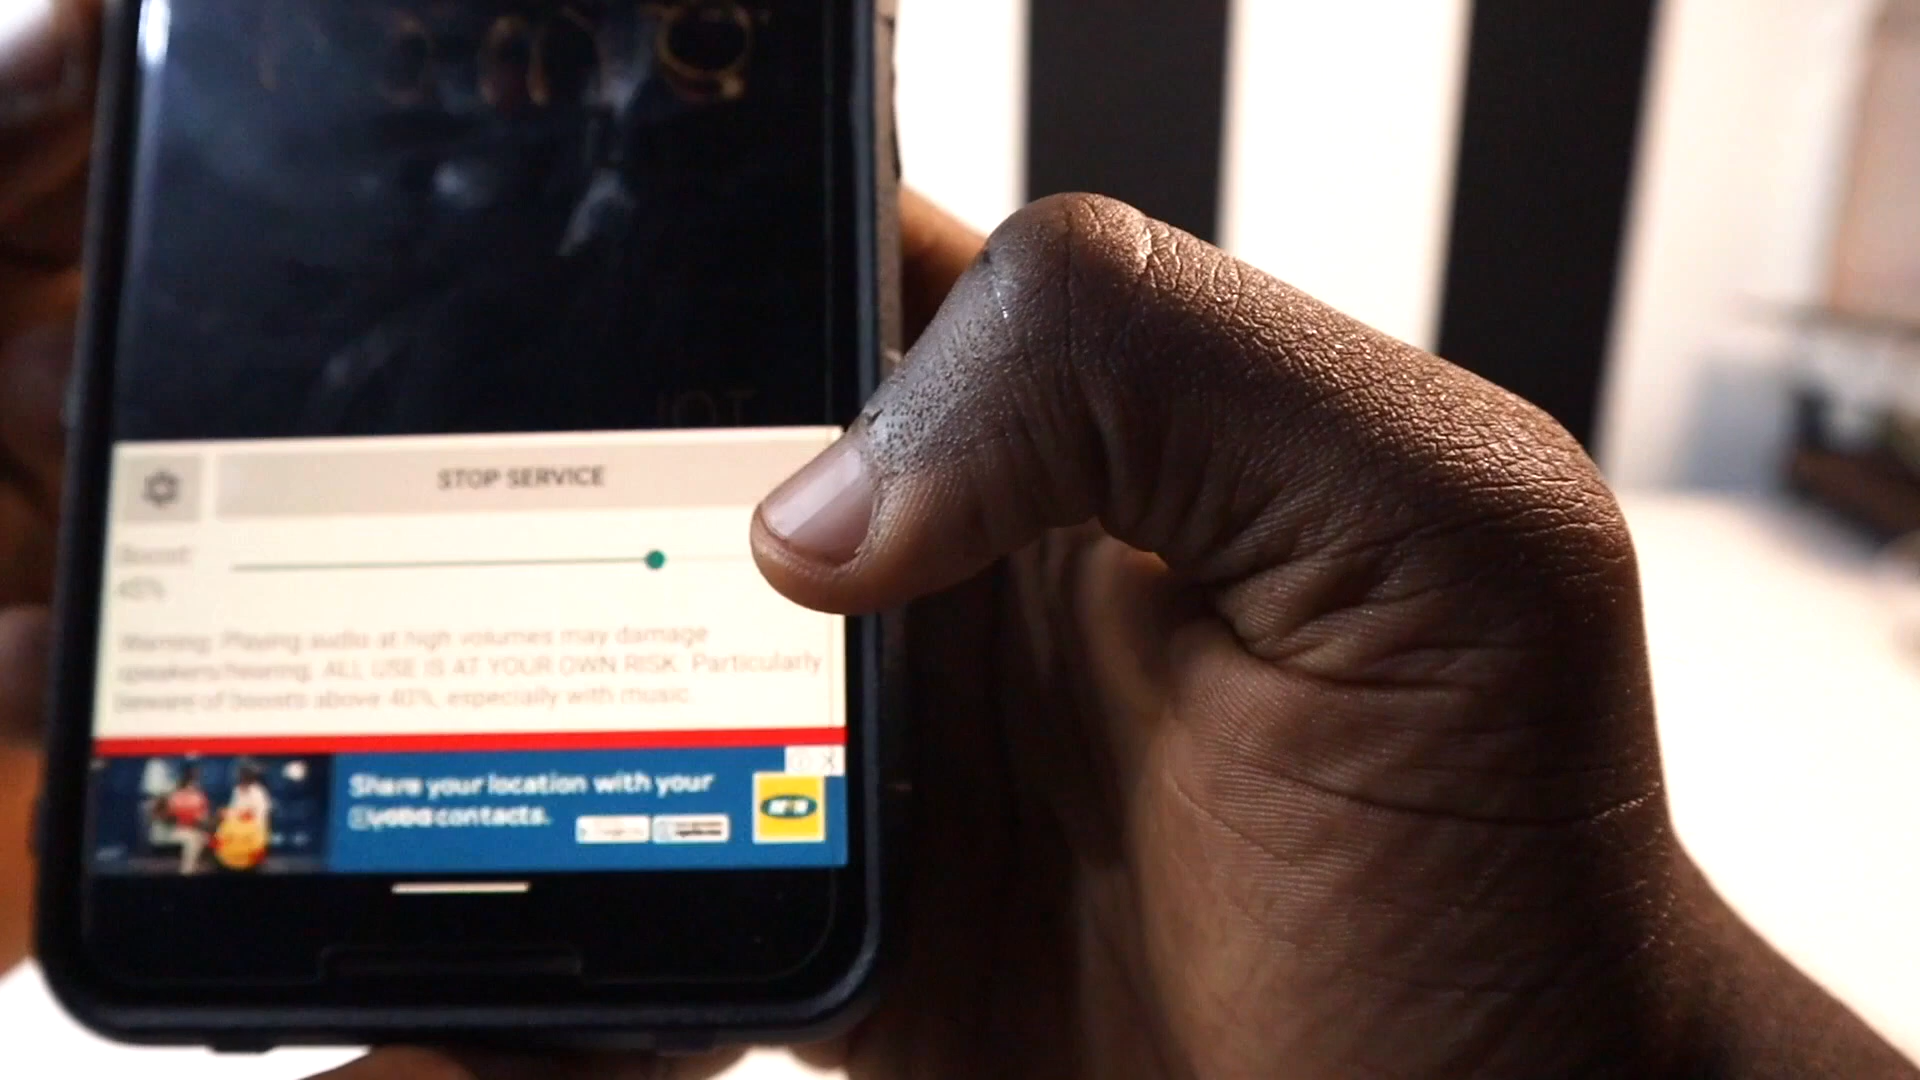 STOP SERVICE
Boost:
Warning: Playing audio at high volumes may damage
speakers/hearing. ALL USE IS AT YOUR OWN RISK. Particularly
beware of boosts above 40%, especially with music.
Share your location with your
contacts.
MTN